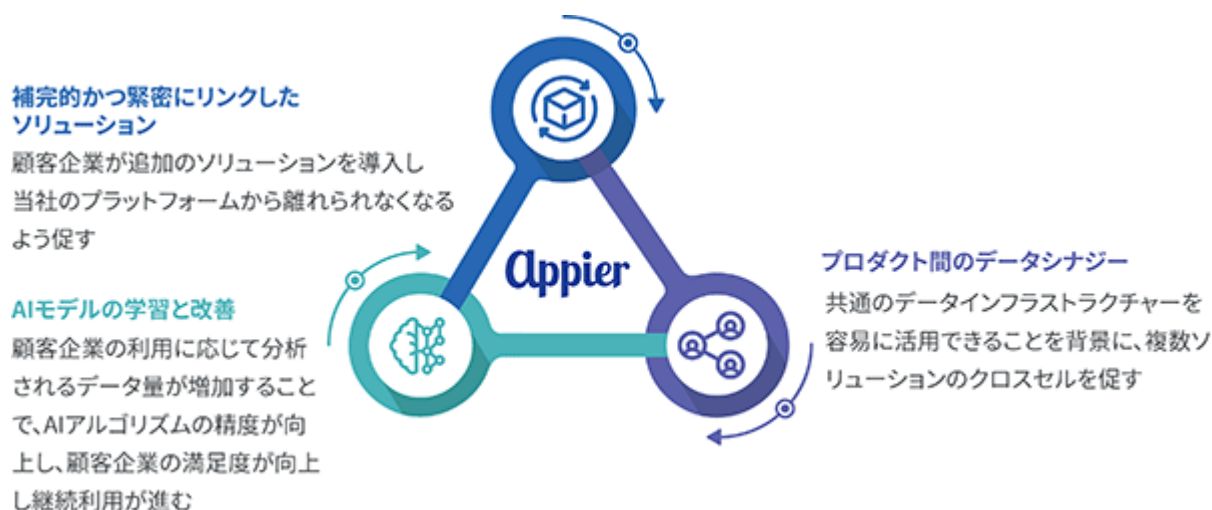 補完的かつ緊密にリンクした
ソリューション
顧客企業が追加のソリューションを導入し
当社のプラットフォームから離れられなくなる
よう促す
AIモデルの学習と改善
顧客企業の利用に応じて分析
されるデータ量が増加すること
で、AIアルゴリズムの精度が向
上し、顧客企業の満足度が向上
し継続利用が進む
appier
プロダクト間のデータシナジー
共通のデータインフラストラクチャーを
容易に活用できることを背景に、複数ソ
リューションのクロスセルを促す